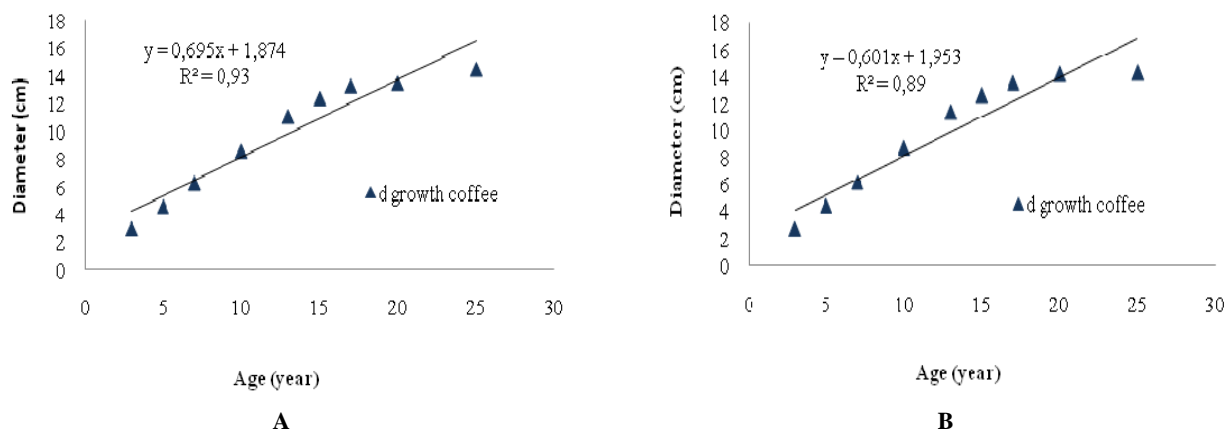 18
16
14
12
10
8
6
4
2
0
Diameter (cm)
y = 0,695x + 1,874
R² = 0,93
d growth coffee
0 5 10 15 20 25 30
Age (year)
A
18
16
14
12
10
8
6
4
2
0
Diameter (cm)
y – 0,601x + 1,953
R² = 0,89
d growth coffee
0 5 10 15 20 25 30
Age (year)
B